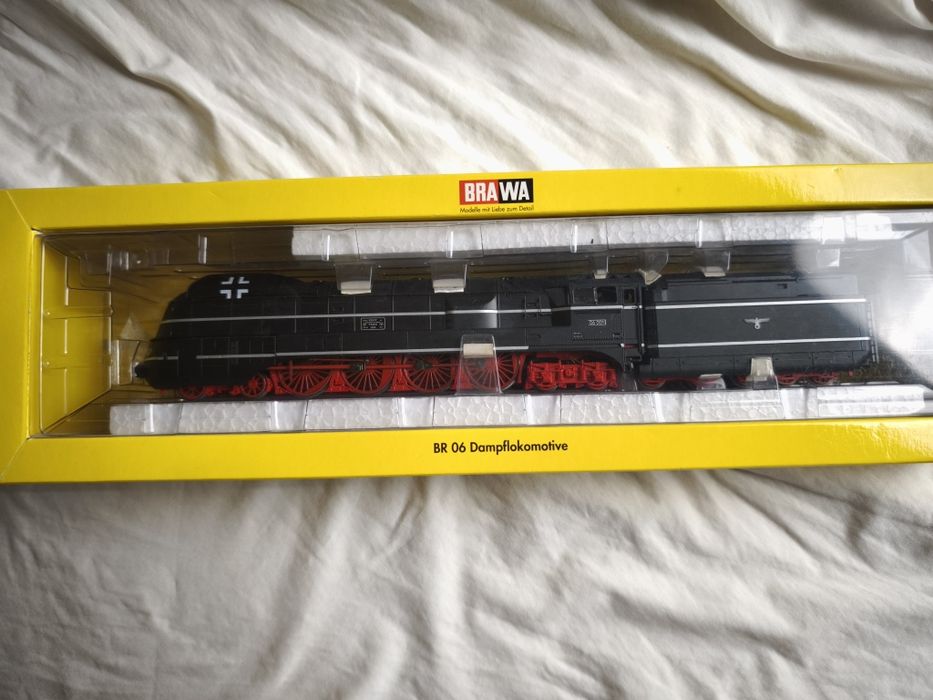 BRAWA
Modelle mit Liebe zum Detail
BR 06 Dampflokomotive